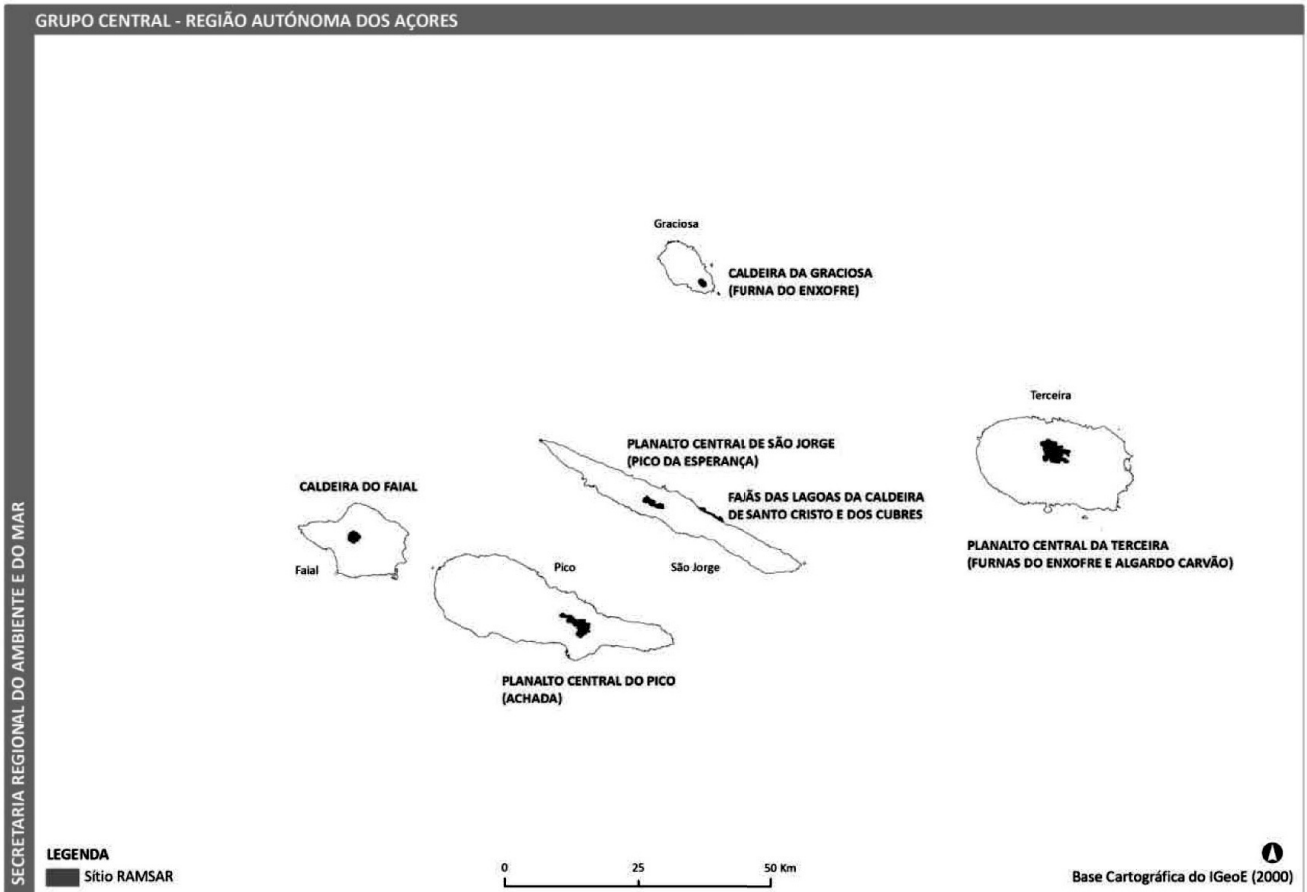 GRUPO CENTRAL - REGIÃO AUTÓNOMA DOS AÇORES
SECRETARIA REGIONAL DO AMBIENTE E DO MAR
Graciosa
CALDEIRA DA GRACIOSA
(FURNA DO ENXOFRE)
Terceira
PLANALTO CENTRAL DE SÃO JORGE
(PICO DA ESPERANÇA)
CALDEIRA DO FAIAL
FAJÃS DAS LAGOAS DA CALDEIRA
DE SANTO CRISTO E DOS CUBRES
PLANALTO CENTRAL DA TERCEIRA
(FURNAS DO ENXOFRE E ALGARDO CARVÃO)
Faial
Pico
São Jorge
PLANALTO CENTRAL DO PICO
(ACHADA)
LEGENDA
Sítio RAMSAR
0 25 50 Km
Base Cartográfica do IGeoE (2000)